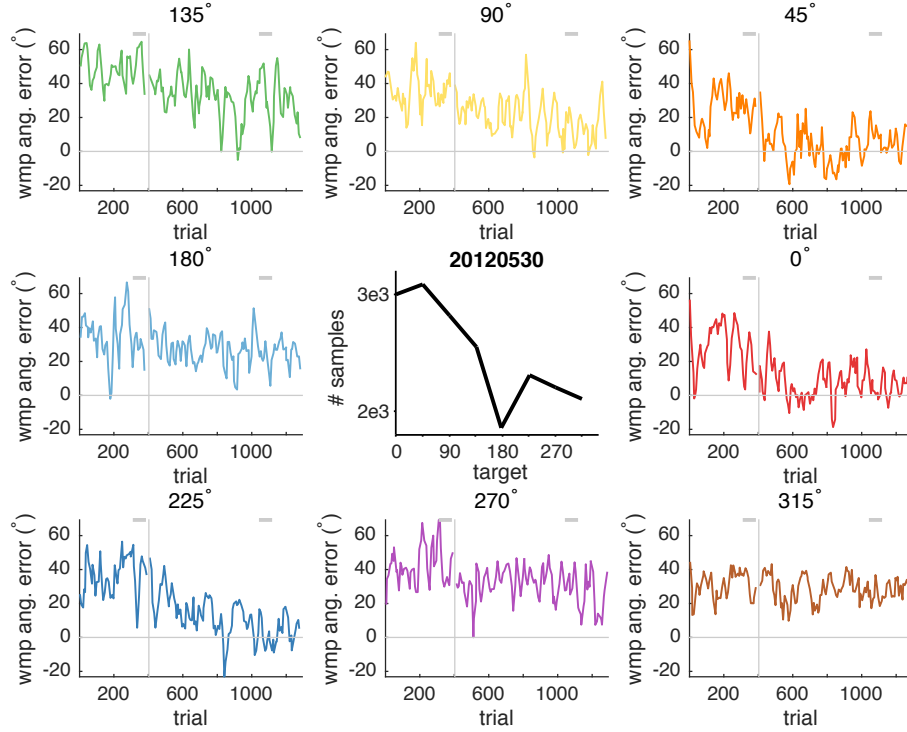 135° 90° 45°
wmp ang. error (°) 60 40 20 0 -20 200 600 1000 trial
wmp ang. error (°) 60 40 20 0 -20 200 600 1000 trial
wmp ang. error (°) 60 40 20 0 -20 200 600 1000 trial
180° 20120530 0°
wmp ang. error (°) 60 40 20 0 -20 200 600 1000 trial
# samples 3e3 2e3 0 90 180 270 target
wmp ang. error (°) 60 40 20 0 -20 200 600 1000 trial
225° 270° 315°
wmp ang. error (°) 60 40 20 0 -20 200 600 1000 trial
wmp ang. error (°) 60 40 20 0 -20 200 600 1000 trial
wmp ang. error (°) 60 40 20 0 -20 200 600 1000 trial